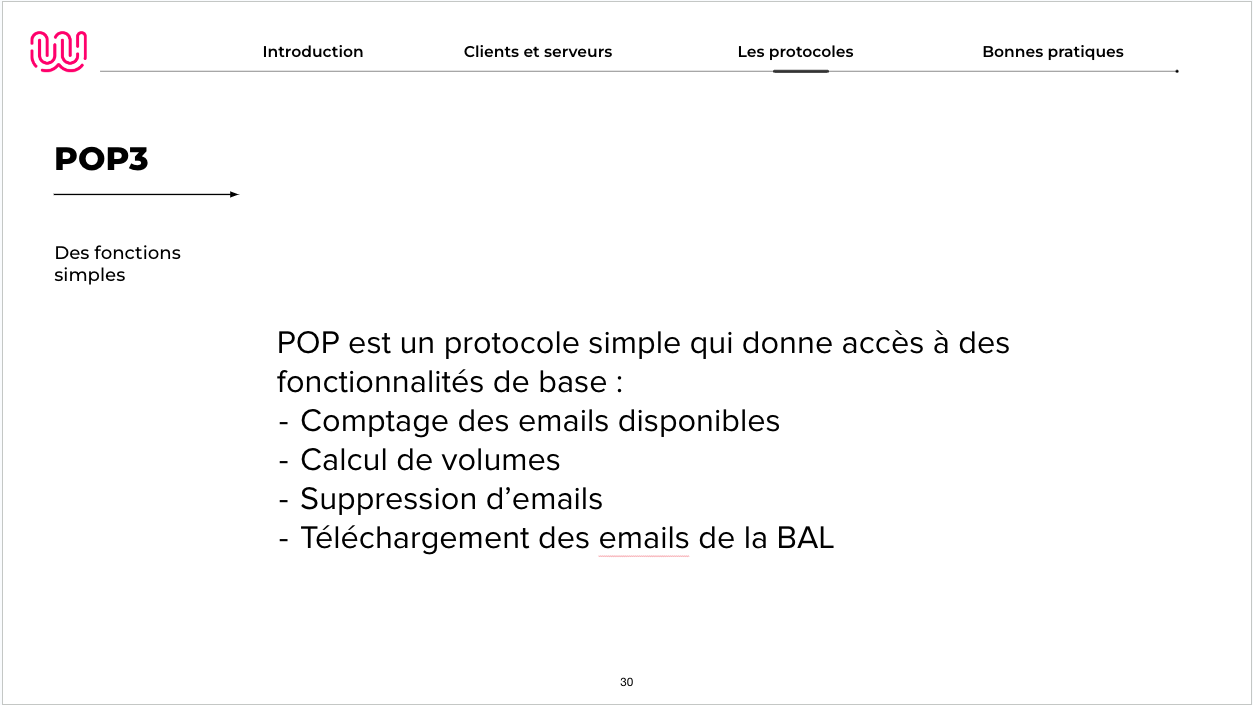 Introduction
Clients et serveurs
Les protocoles
Bonnes pratiques
POP3
Des fonctions
simples
POP est un protocole simple qui donne accès à des
fonctionnalités de base :
- Comptage des emails disponibles
- Calcul de volumes
- Suppression d’emails
- Téléchargement des emails de la BAL
30